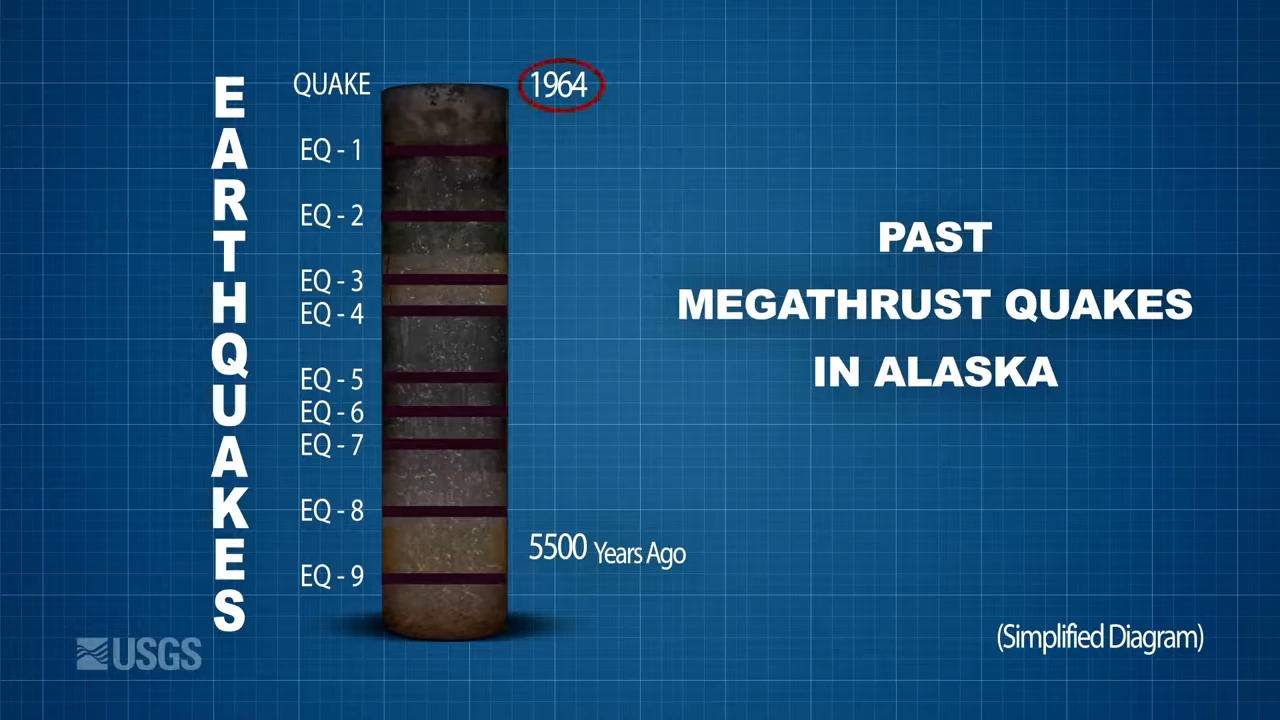 EARTHQUAKES
QUAKE
1964
EQ - 1
EQ - 2
EQ - 3
EQ - 4
EQ - 5
EQ - 6
EQ - 7
EQ - 8
EQ - 9
5500 Years Ago
PAST
MEGATHRUST QUAKES
IN ALASKA
(Simplified Diagram)
USGS